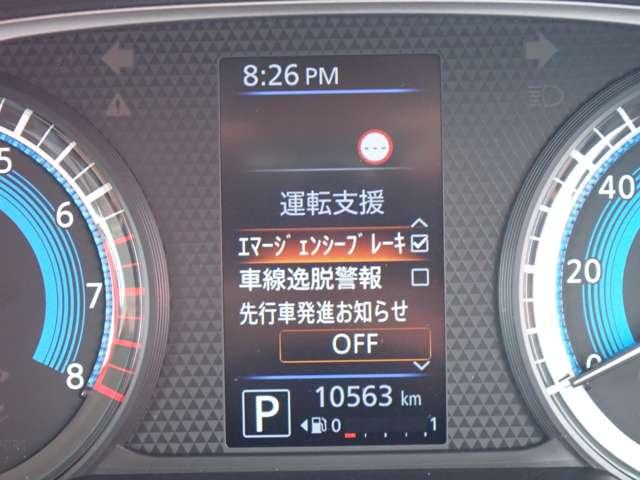 8:26 PM
---
運転支援
ｴﾏｰｼﾞｪﾝｼｰﾌﾞﾚｰｷ
車線逸脱警報
先行車発進お知らせ
OFF
P
10563 km
0 1
5
6
7
8
40
20
0